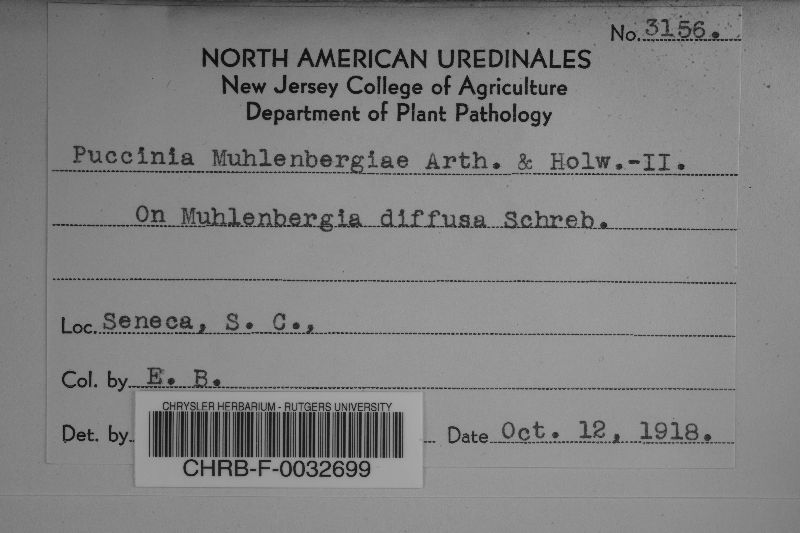 No. 3156.
NORTH AMERICAN UREDINALES
New Jersey College of Agriculture
Department of Plant Pathology
Puccinia Muhlenbergiae Arth. & Holw.-II.
On Muhlenbergia diffusa Schreb.
Loc. Seneca, S. C.,
Col. by E. B.
Det. by
Date Oct. 12, 1918.
CHRYSLER HERBARIUM - RUTGERS UNIVERSITY
CHRB-F-0032699